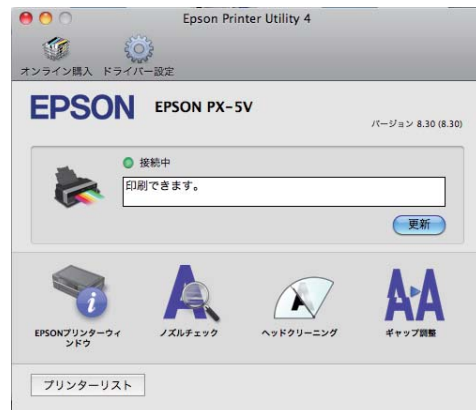 Epson Printer Utility 4
オンライン購入 ドライバー設定
EPSON EPSON PX-5V
バージョン 8.30 (8.30)
接続中
印刷できます。
更新
EPSONプリンターウィ
ンドウ
ノズルチェック
ヘッドクリーニング
ギャップ調整
プリンターリスト